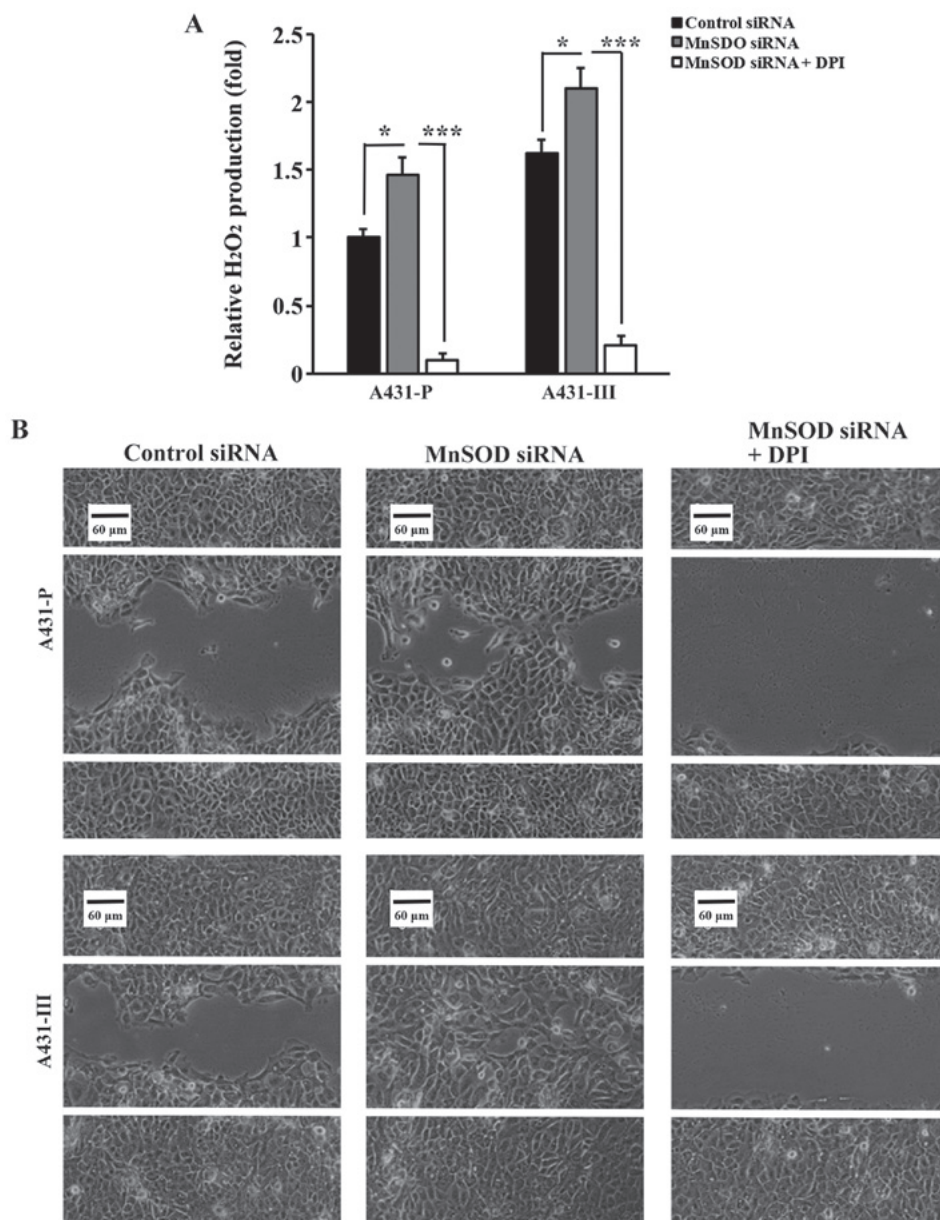 A
Control siRNA
MnSDO siRNA
MnSOD siRNA + DPI
Relative H2O2 production (fold)
2.5
2
1.5
1
0.5
0
* *** * ***
A431-P A431-III
B
Control siRNA MnSOD siRNA MnSOD siRNA
+ DPI
A431-P
60 µm 60 µm 60 µm
A431-III
60 µm 60 µm 60 µm